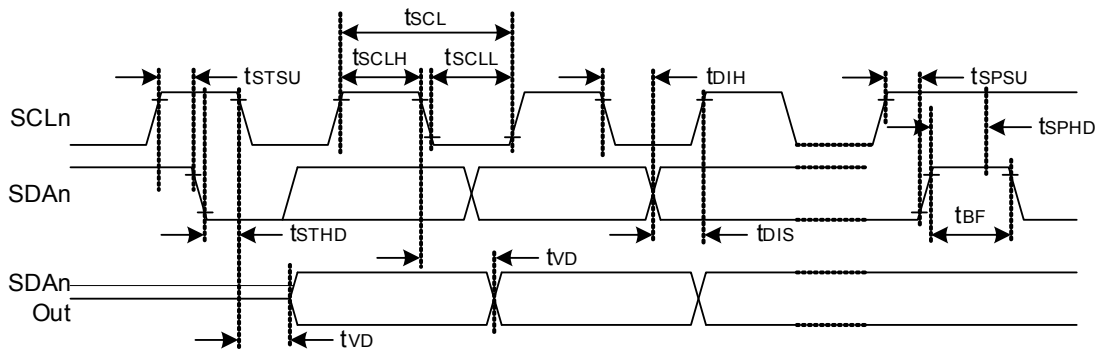 tSCL
tSCLH
tSCLL
tSTSU
tDIH
tSPSU
SCLn
tSPHD
SDAn
tBF
tSTHD
tDIS
tVD
SDAn
Out
tVD